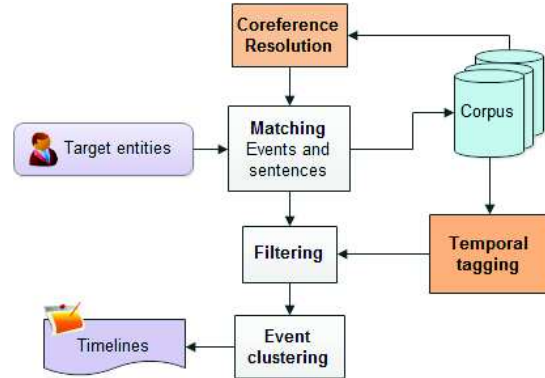 Coreference
Resolution
Matching
Events and
sentences
Corpus
Target entities
Filtering
Temporal
tagging
Event
clustering
Timelines